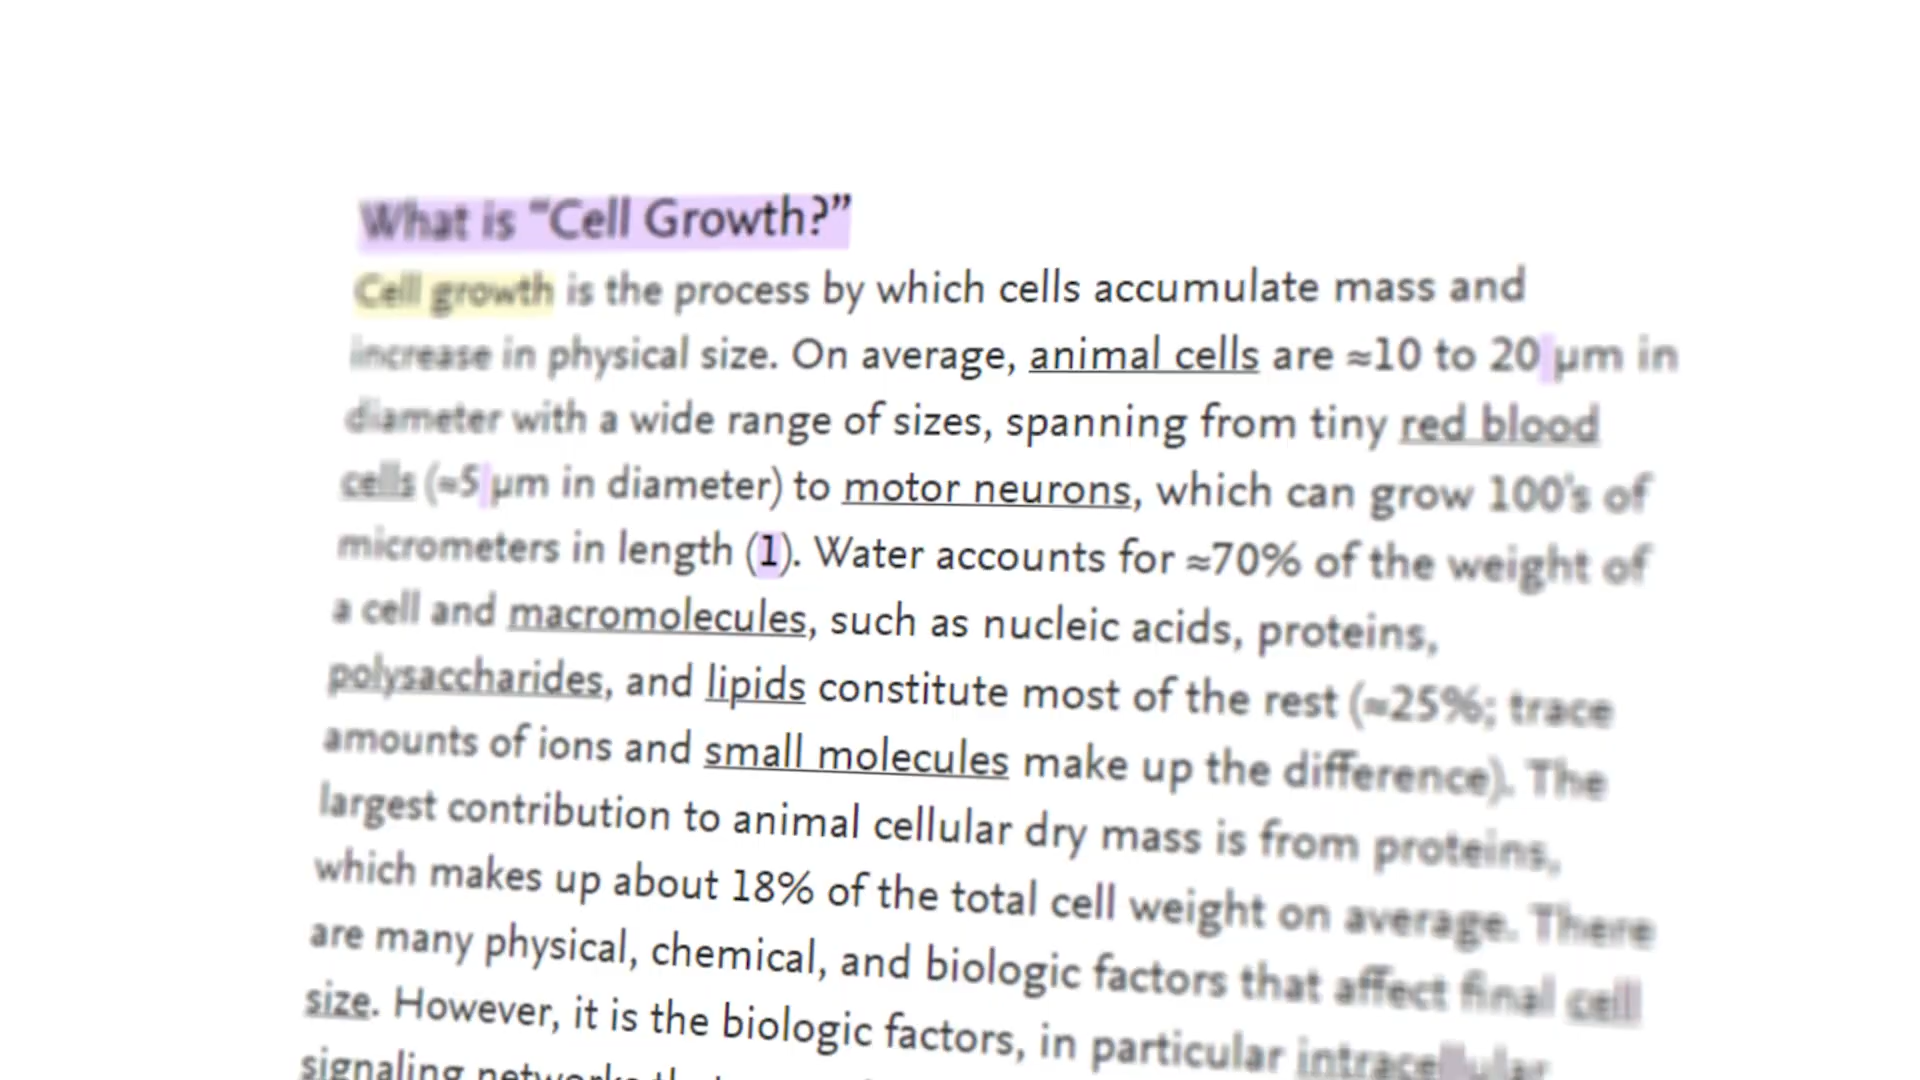 What is “Cell Growth?”
Cell growth is the process by which cells accumulate mass and
increase in physical size. On average, animal cells are ≈10 to 20 μm in
diameter with a wide range of sizes, spanning from tiny red blood
cells (≈5 μm in diameter) to motor neurons, which can grow 100's of
micrometers in length (1). Water accounts for ≈70% of the weight of
a cell and macromolecules, such as nucleic acids, proteins,
polysaccharides, and lipids constitute most of the rest (≈25%; trace
amounts of ions and small molecules make up the difference). The
largest contribution to animal cellular dry mass is from proteins,
which makes up about 18% of the total cell weight on average. There
are many physical, chemical, and biologic factors that affect final cell
size. However, it is the biologic factors, in particular intracellular
signaling networks